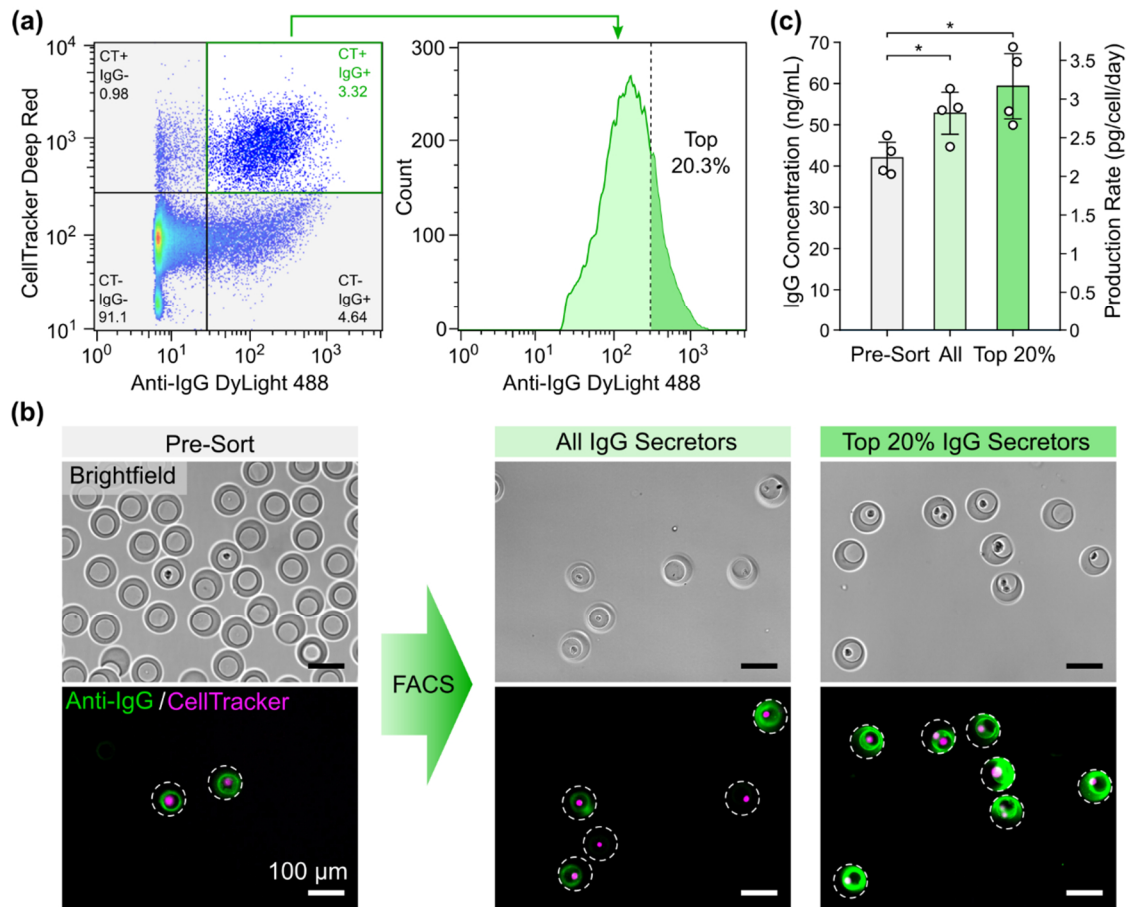 (a)
10⁴
10³
10²
10¹
CellTracker Deep Red
CT+
IgG-
0.98
CT+
IgG+
3.32
CT-
IgG-
91.1
CT-
IgG+
4.64
10⁰ 10¹ 10² 10³ 10⁴
Anti-IgG DyLight 488
300
200
100
0
Count
Top
20.3%
10⁰ 10¹ 10² 10³ 10⁴
Anti-IgG DyLight 488
(c)
*
*
70
60
50
40
30
20
10
0
IgG Concentration (ng/mL)
3.5
3
2.5
2
1.5
1
0.5
0
Production Rate (pg/cell/day)
Pre-Sort All Top 20%
(b)
Pre-Sort
Brightfield
Anti-IgG /CellTracker
100 µm
FACS
All IgG Secretors
Top 20% IgG Secretors